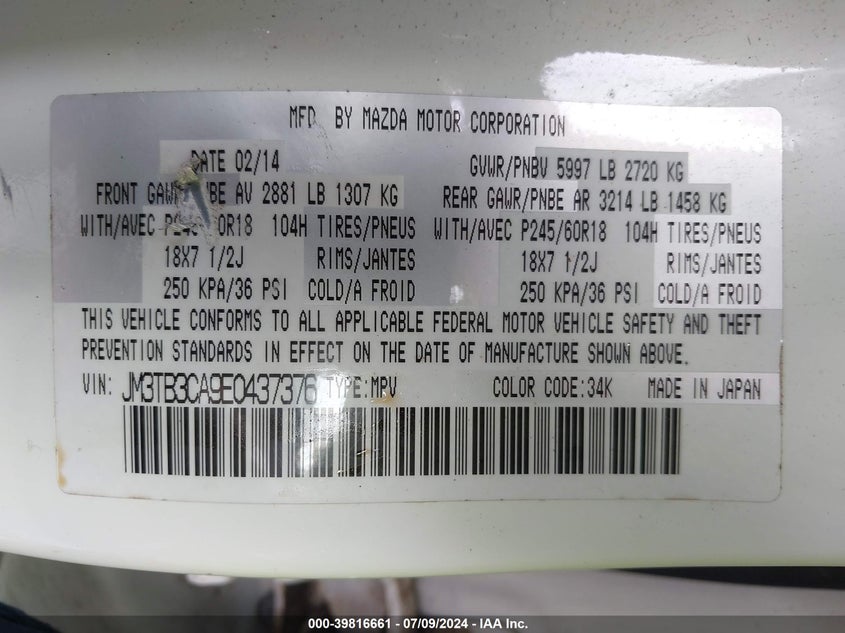 MFD BY MAZDA MOTOR CORPORATION
DATE 02/14 GVWR/PNBV 5997 LB 2720 KG
FRONT AV 2881 LB 1307 KG REAR GAWR/PNBE AR 3214 LB 1458 KG
WITH/AVEC 104H TIRES/PNEUS WITH/AVEC P245/60R18 104H TIRES/PNEUS
18X7 1/2J RIMS/JANTES 18X7 1/2J RIMS/JANTES
250 KPA/36 PSI COLD/A FROID 250 KPA/36 PSI COLD/A FROID
THIS VEHICLE CONFORMS TO ALL APPLICABLE FEDERAL MOTOR VEHICLE SAFETY AND THEFT
PREVENTION STANDARDS IN EFFECT ON THE DATE OF MANUFACTURE SHOWN ABOVE.
VIN: JM3TB3CA9E0437376 TYPE:MPV COLOR CODE:34K MADE IN JAPAN
000-39816661 / 07/09/2024 - IAA Inc.